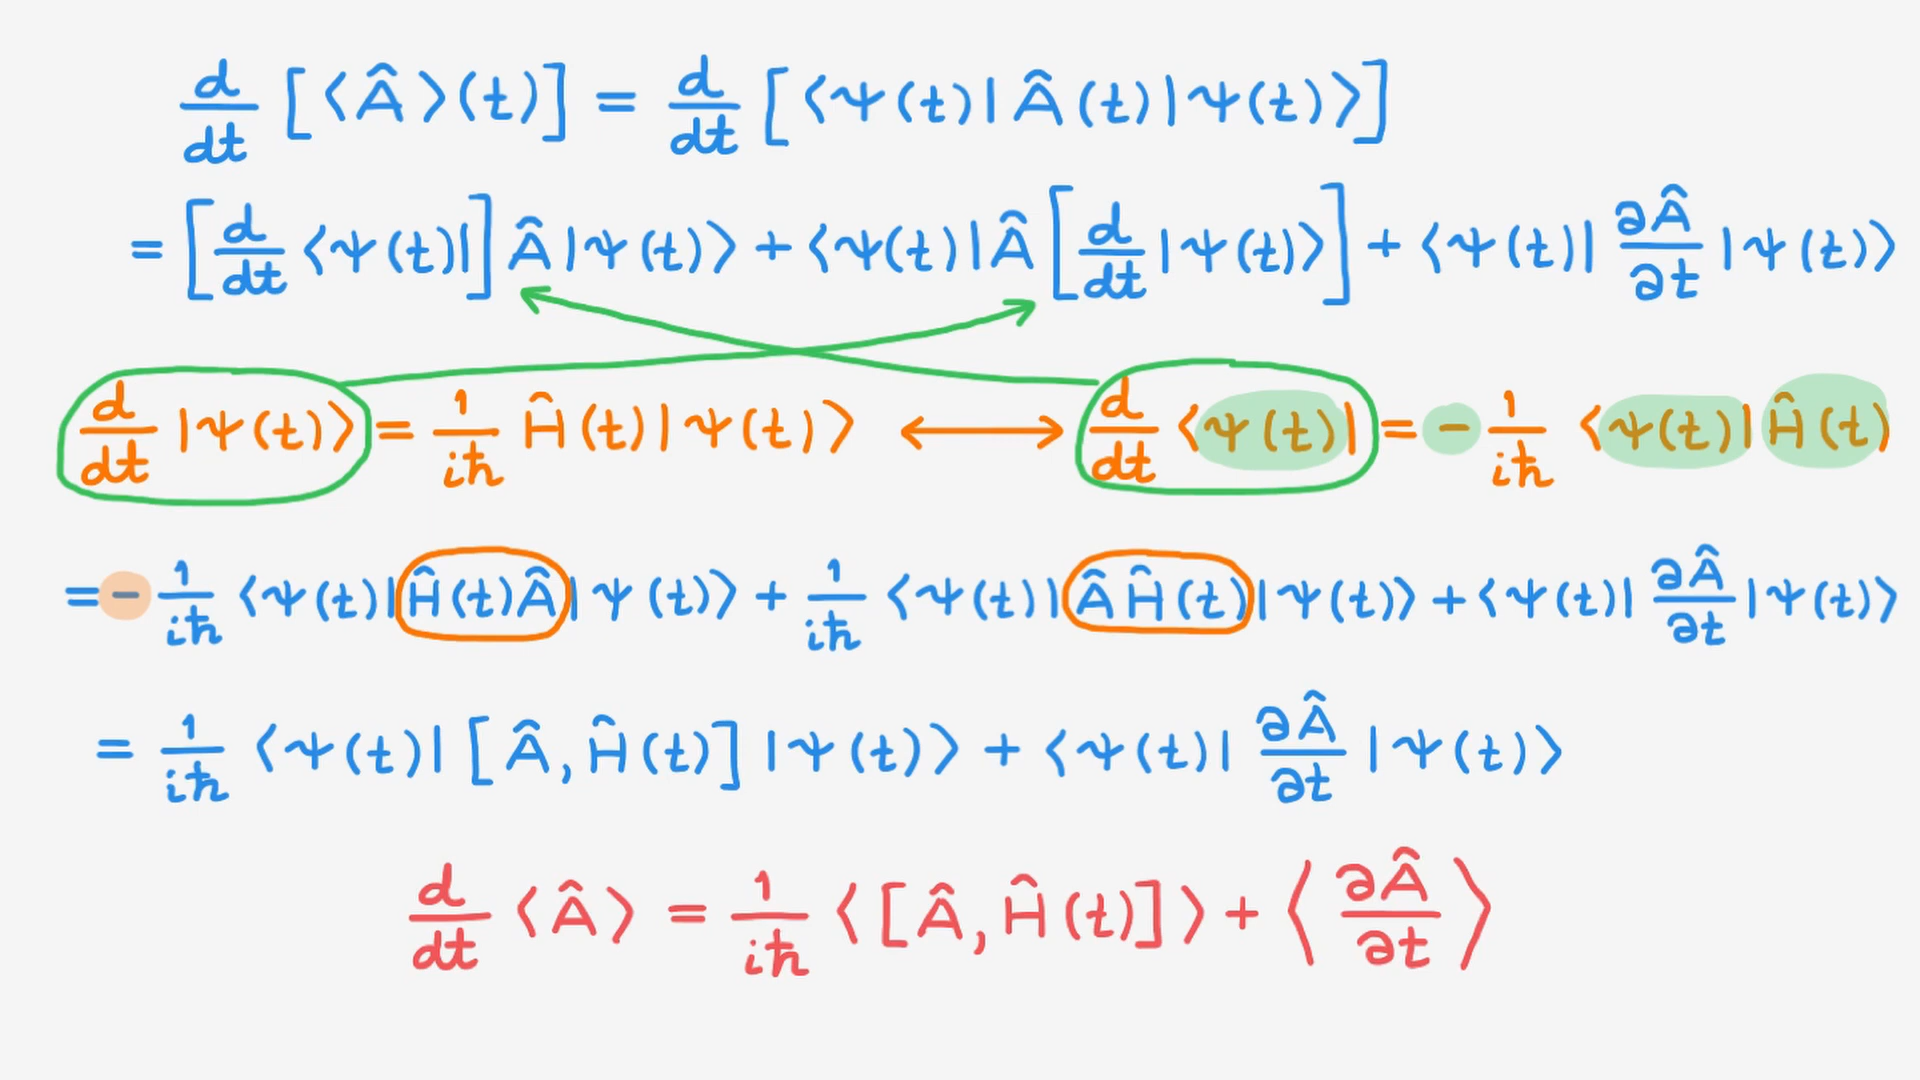 d/dt [⟨Â⟩(t)] = d/dt [⟨Ψ(t)|Â(t)|Ψ(t)⟩]
= [d/dt ⟨Ψ(t)|] Â|Ψ(t)⟩ + ⟨Ψ(t)|Â [d/dt |Ψ(t)⟩] + ⟨Ψ(t)| ∂Â/∂t |Ψ(t)⟩
d/dt |Ψ(t)⟩ = 1/iħ Ĥ(t)|Ψ(t)⟩ ⟷ d/dt ⟨Ψ(t)| = - 1/iħ ⟨Ψ(t)|Ĥ(t)
= - 1/iħ ⟨Ψ(t)|Ĥ(t)Â|Ψ(t)⟩ + 1/iħ ⟨Ψ(t)|ÂĤ(t)|Ψ(t)⟩ + ⟨Ψ(t)| ∂Â/∂t |Ψ(t)⟩
= 1/iħ ⟨Ψ(t)| [Â, Ĥ(t)] |Ψ(t)⟩ + ⟨Ψ(t)| ∂Â/∂t |Ψ(t)⟩
d/dt ⟨Â⟩ = 1/iħ ⟨[Â, Ĥ(t)]⟩ + ⟨∂Â/∂t⟩